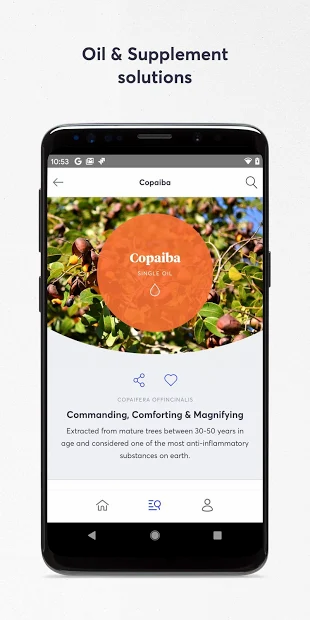 Oil & Supplement
solutions
10:53
Copaiba
Copaiba
SINGLE OIL
COPAIFERA OFFINCINALIS
Commanding, Comforting & Magnifying
Extracted from mature trees between 30-50 years in
age and considered one of the most anti-inflammatory
substances on earth.